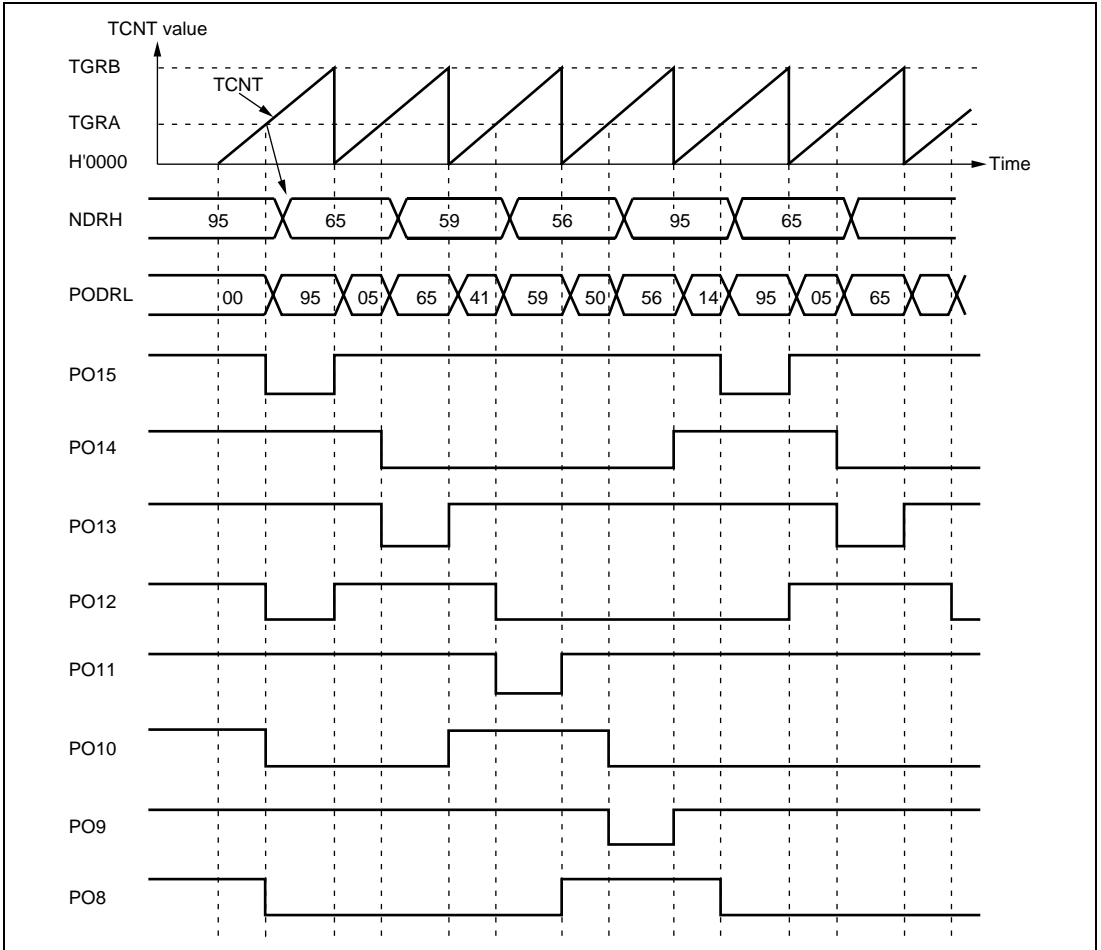 TCNT value
TGRB
TCNT
TGRA
H'0000
Time
NDRH 95 65 59 56 95 65
PODRL 00 95 05 65 41 59 50 56 14 95 05 65
PO15
PO14
PO13
PO12
PO11
PO10
PO9
PO8